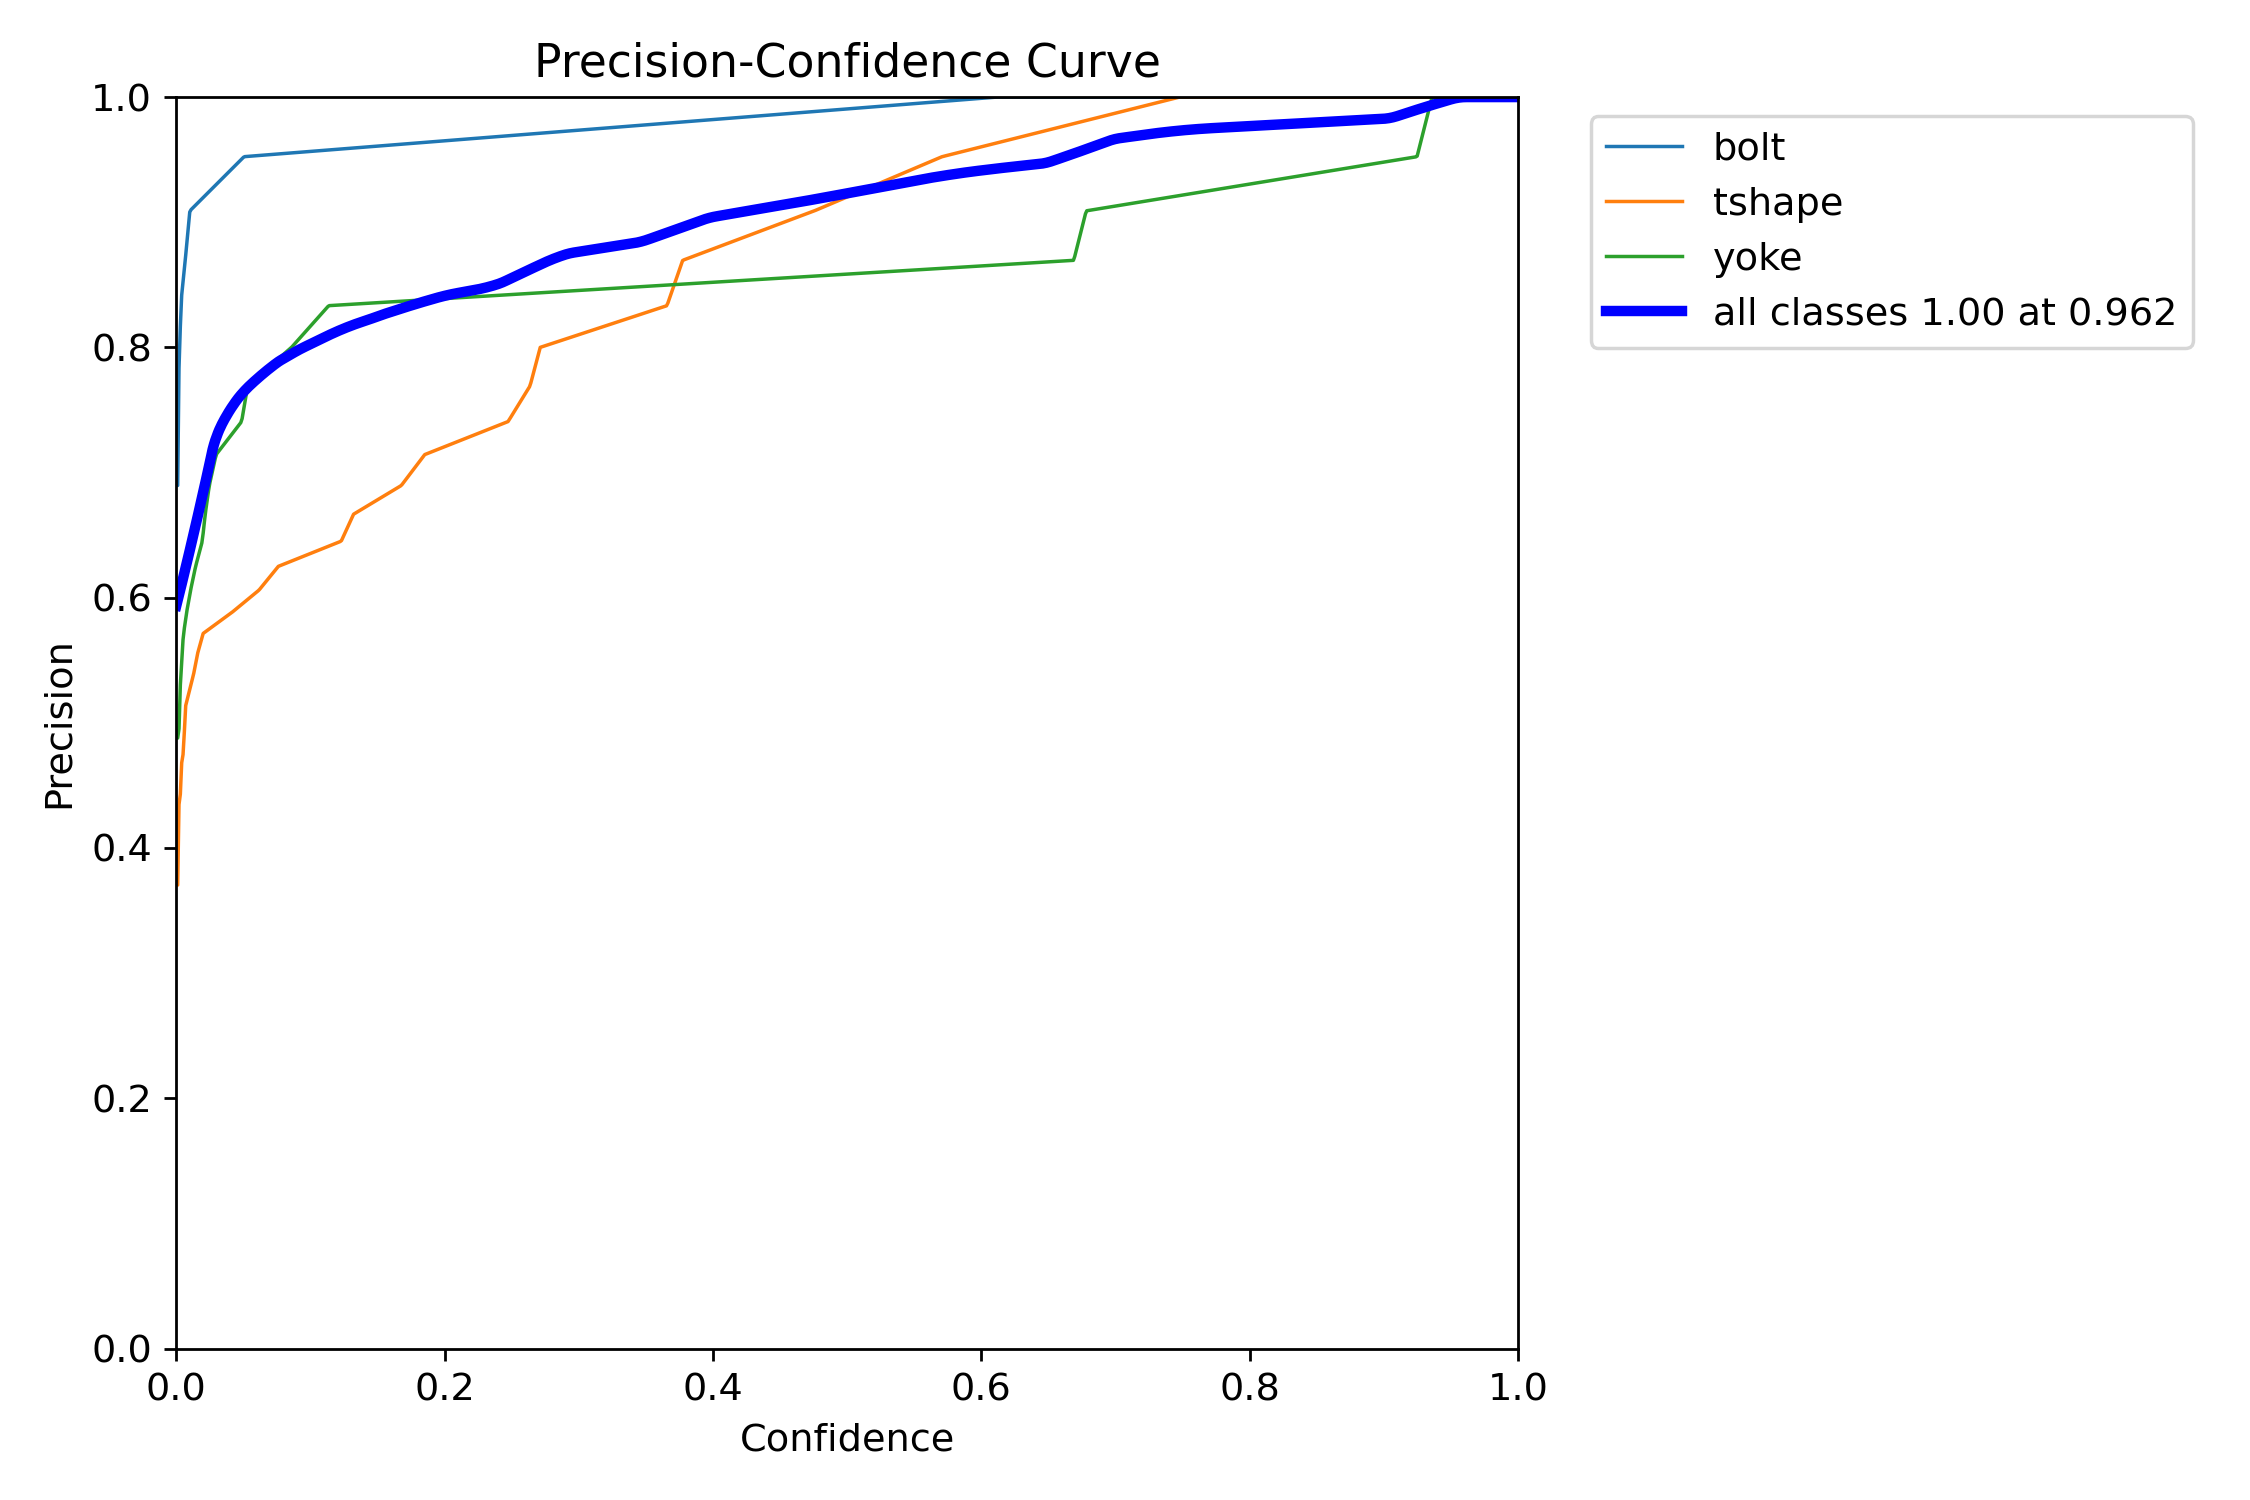 Precision-Confidence Curve
1.0
0.8
0.6
0.4
0.2
0.0
Precision
0.0 0.2 0.4 0.6 0.8 1.0
Confidence
bolt
tshape
yoke
all classes 1.00 at 0.962